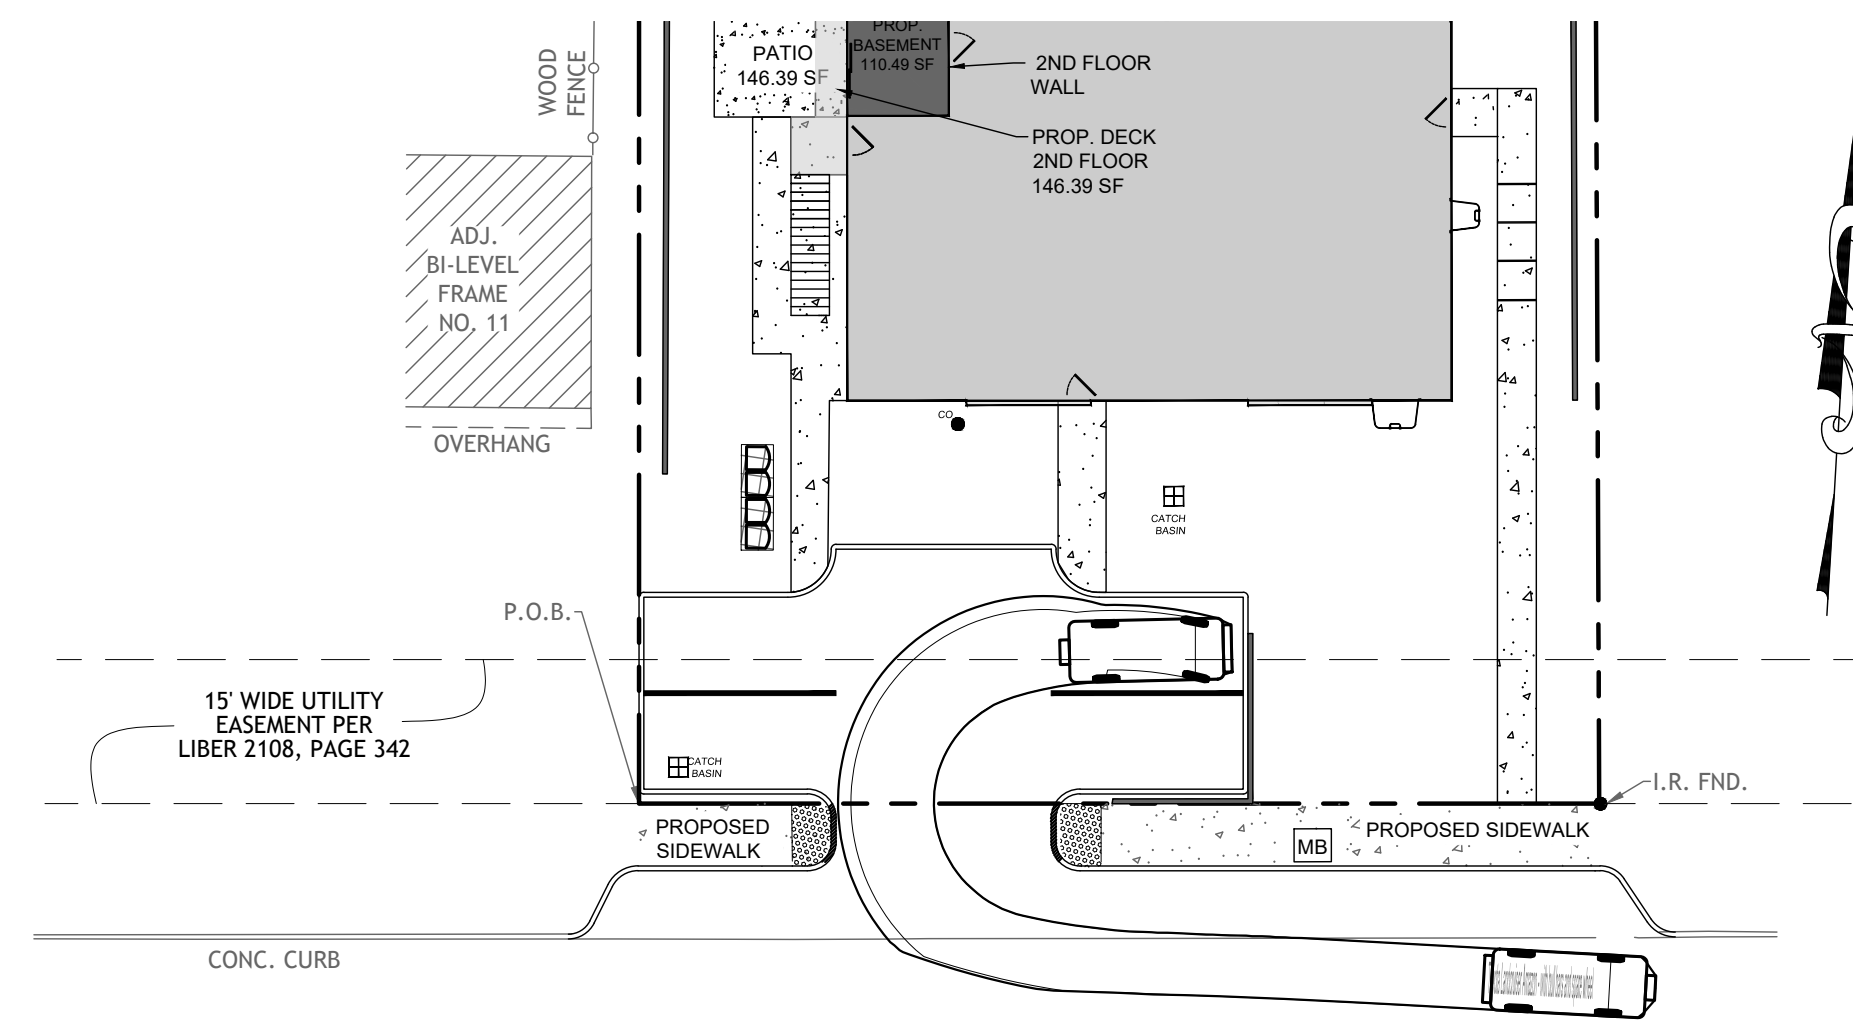 PROP.
BASEMENT
110.49 SF
PATIO
146.39 SF
WOOD
FENCE
2ND FLOOR
WALL
PROP. DECK
2ND FLOOR
146.39 SF
ADJ.
BI-LEVEL
FRAME
NO. 11
OVERHANG
CO
CATCH
BASIN
P.O.B.
15' WIDE UTILITY
EASEMENT PER
LIBER 2108, PAGE 342
CATCH
BASIN
I.R. FND.
PROPOSED
SIDEWALK
MB
PROPOSED SIDEWALK
CONC. CURB